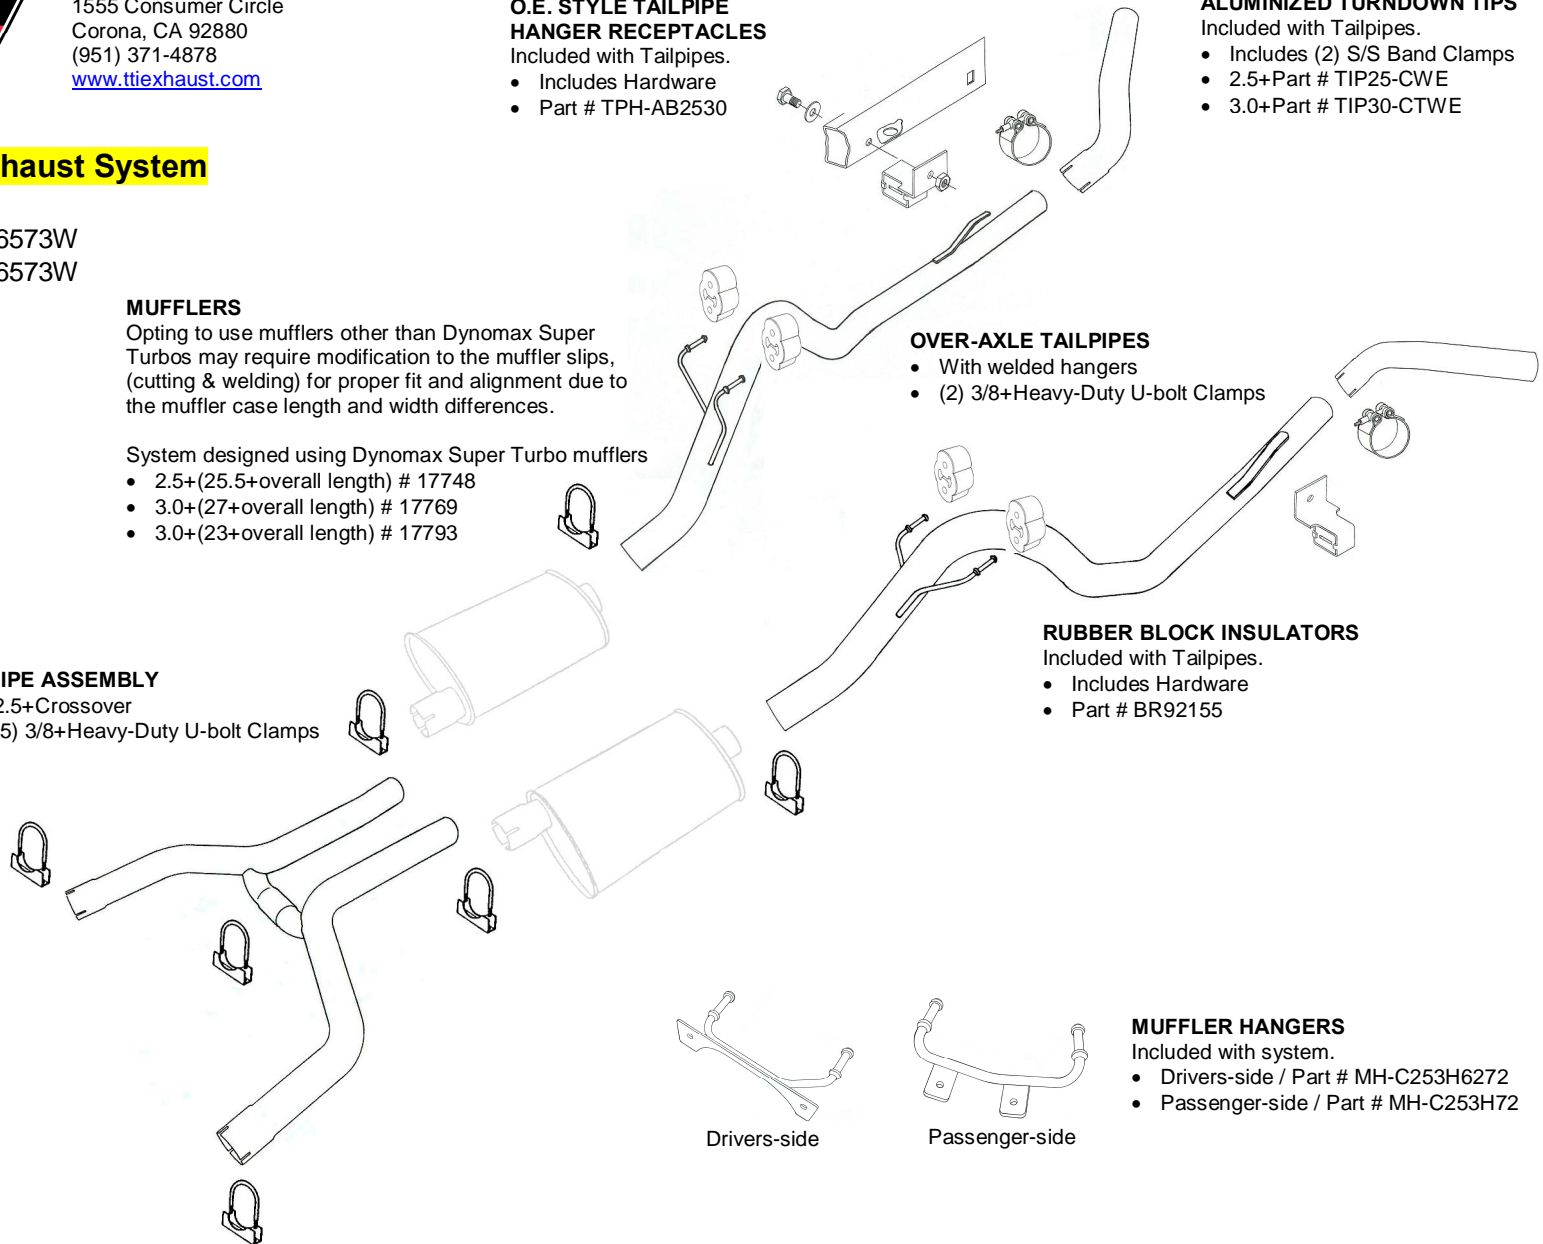 1555 Consumer Circle
Corona, CA 92880
(951) 371-4878
www.ttiexhaust.com
O.E. STYLE TAILPIPE
HANGER RECEPTACLES
Included with Tailpipes.
• Includes Hardware
• Part # TPH-AB2530
ALUMINIZED TURNDOWN TIPS
Included with Tailpipes.
• Includes (2) S/S Band Clamps
• 2.5+Part # TIP25-CWE
• 3.0+Part # TIP30-CTWE
haust System
6573W
6573W
MUFFLERS
Opting to use mufflers other than Dynomax Super
Turbos may require modification to the muffler slips,
(cutting & welding) for proper fit and alignment due to
the muffler case length and width differences.
System designed using Dynomax Super Turbo mufflers
• 2.5+(25.5+overall length) # 17748
• 3.0+(27+overall length) # 17769
• 3.0+(23+overall length) # 17793
OVER-AXLE TAILPIPES
• With welded hangers
• (2) 3/8+Heavy-Duty U-bolt Clamps
RUBBER BLOCK INSULATORS
Included with Tailpipes.
• Includes Hardware
• Part # BR92155
IPE ASSEMBLY
2.5+Crossover
5) 3/8+Heavy-Duty U-bolt Clamps
Drivers-side
Passenger-side
MUFFLER HANGERS
Included with system.
• Drivers-side / Part # MH-C253H6272
• Passenger-side / Part # MH-C253H72